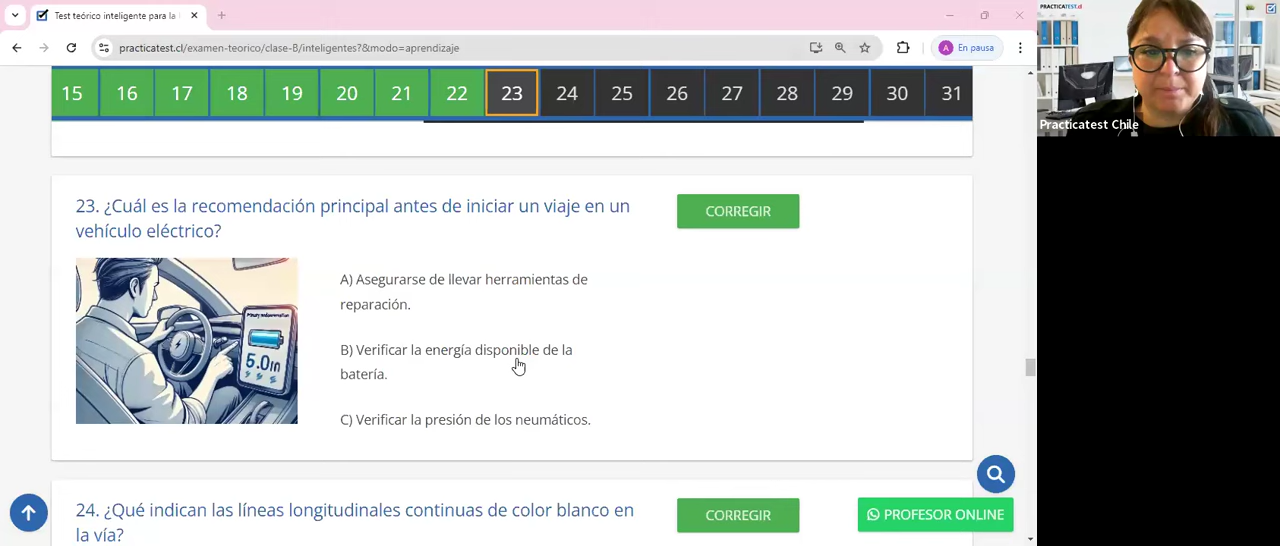 Test teórico inteligente para la
practicatest.cl/examen-teorico/clase-B/inteligentes?&modo=aprendizaje
A
En pausa
15 16 17 18 19 20 21 22 23 24 25 26 27 28 29 30 31
23. ¿Cuál es la recomendación principal antes de iniciar un viaje en un
vehículo eléctrico?
CORREGIR
A) Asegurarse de llevar herramientas de
reparación.
B) Verificar la energía disponible de la
batería.
C) Verificar la presión de los neumáticos.
5.0
24. ¿Qué indican las líneas longitudinales continuas de color blanco en
la vía?
CORREGIR
PROFESOR ONLINE
PRACTICATEST.cl
Practicatest Chile